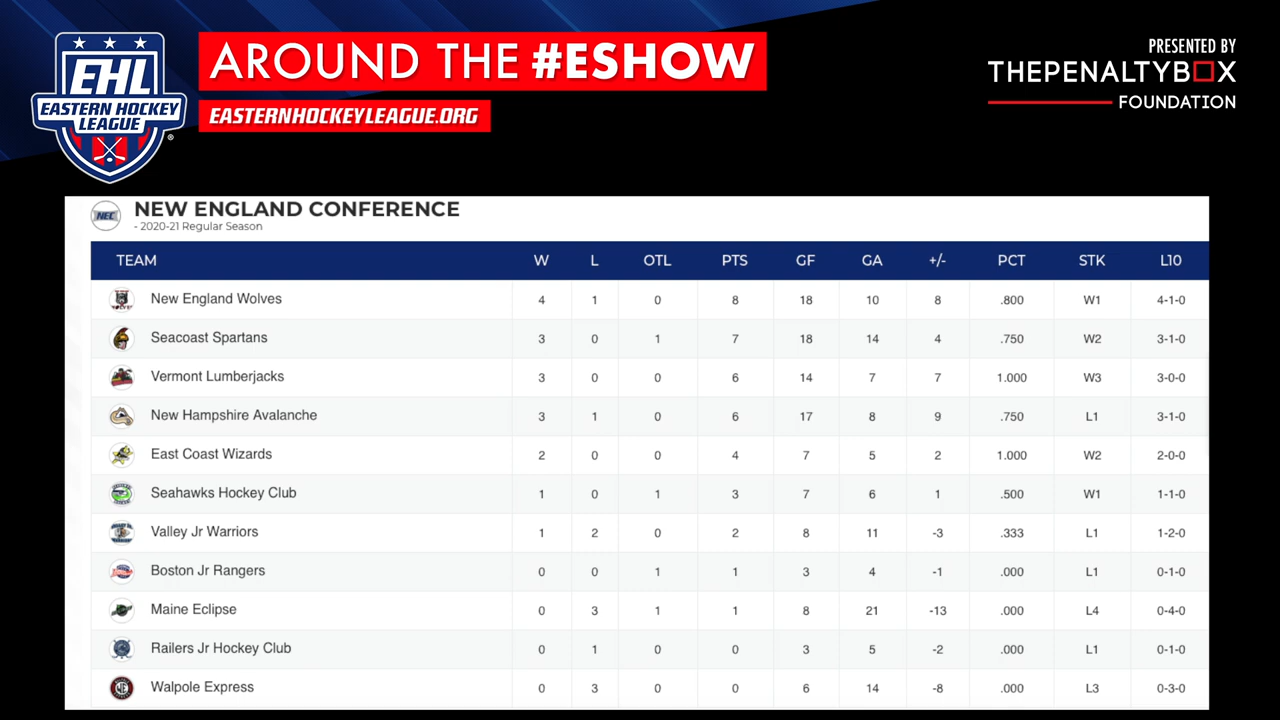 EHL
EASTERN HOCKEY
LEAGUE
®
AROUND THE #ESHOW
EASTERNHOCKEYLEAGUE.ORG
PRESENTED BY
THEPENALTYBOX
FOUNDATION
NEC
NEW ENGLAND CONFERENCE
- 2020-21 Regular Season
TEAM W L OTL PTS GF GA +/- PCT STK L10
New England Wolves 4 1 0 8 18 10 8 .800 W1 4-1-0
Seacoast Spartans 3 0 1 7 18 14 4 .750 W2 3-1-0
Vermont Lumberjacks 3 0 0 6 14 7 7 1.000 W3 3-0-0
New Hampshire Avalanche 3 1 0 6 17 8 9 .750 L1 3-1-0
East Coast Wizards 2 0 0 4 7 5 2 1.000 W2 2-0-0
Seahawks Hockey Club 1 0 1 3 7 6 1 .500 W1 1-1-0
Valley Jr Warriors 1 2 0 2 8 11 -3 .333 L1 1-2-0
Boston Jr Rangers 0 0 1 1 3 4 -1 .000 L1 0-1-0
Maine Eclipse 0 3 1 1 8 21 -13 .000 L4 0-4-0
Railers Jr Hockey Club 0 1 0 0 3 5 -2 .000 L1 0-1-0
Walpole Express 0 3 0 0 6 14 -8 .000 L3 0-3-0